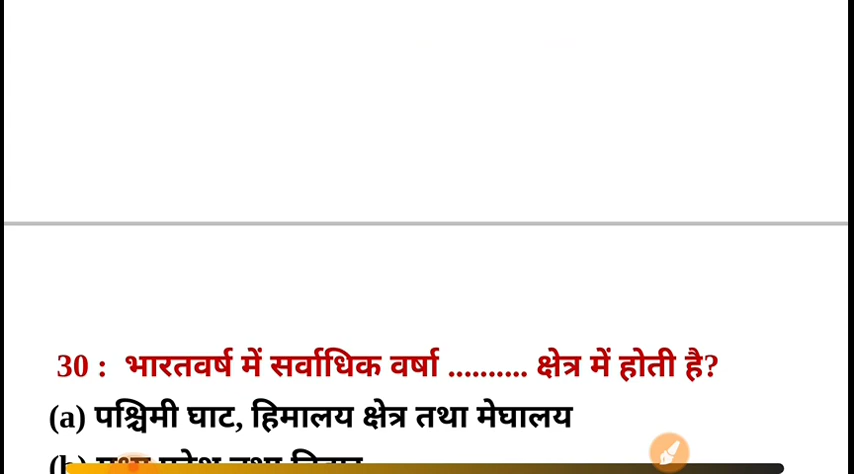 30 : भारतवर्ष में सर्वाधिक वर्षा .......... क्षेत्र में होती है?
(a) पश्चिमी घाट, हिमालय क्षेत्र तथा मेघालय